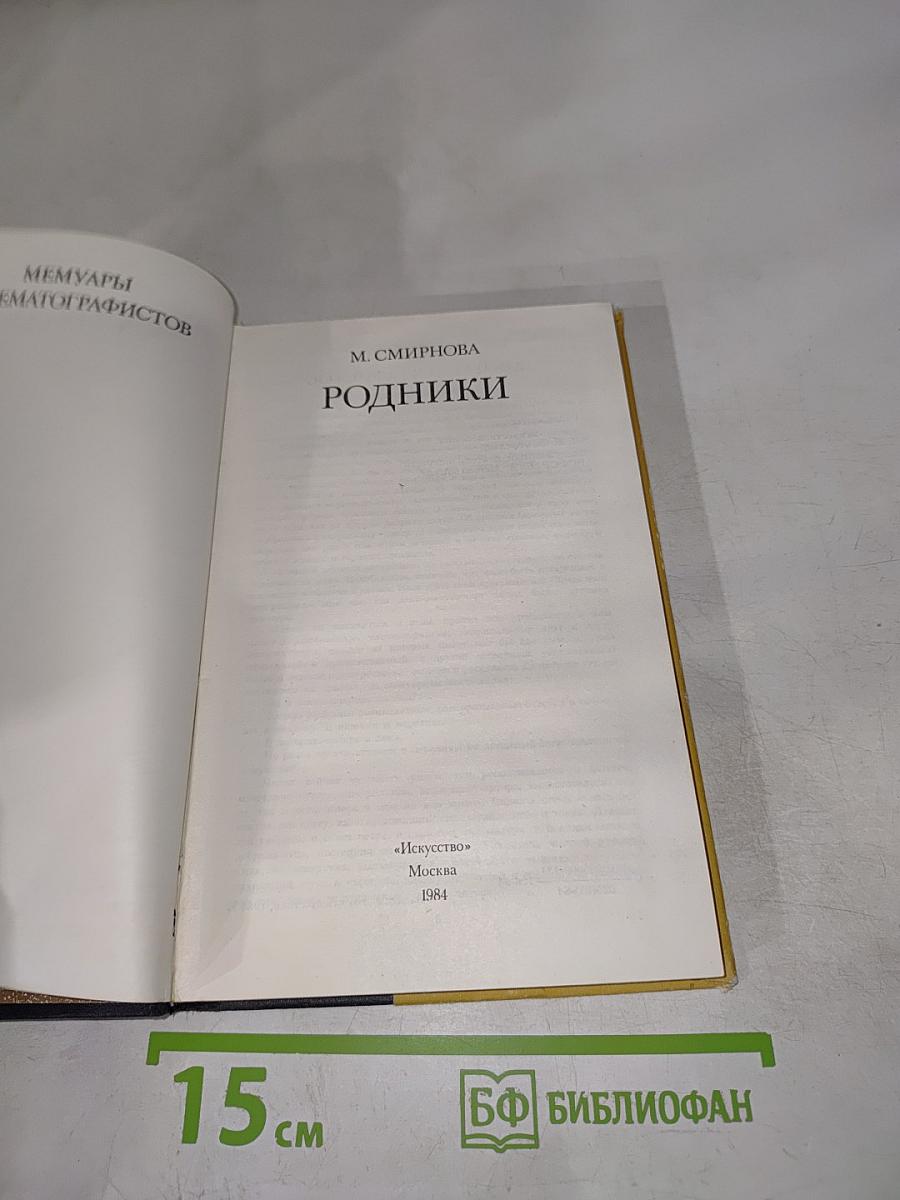 МЕМУАРЫ
ЕМАТОГРАФИСТОВ
М. СМИРНОВА
РОДНИКИ
«Искусство»
Москва
1984
15 см
БФ БИБЛИОФАН